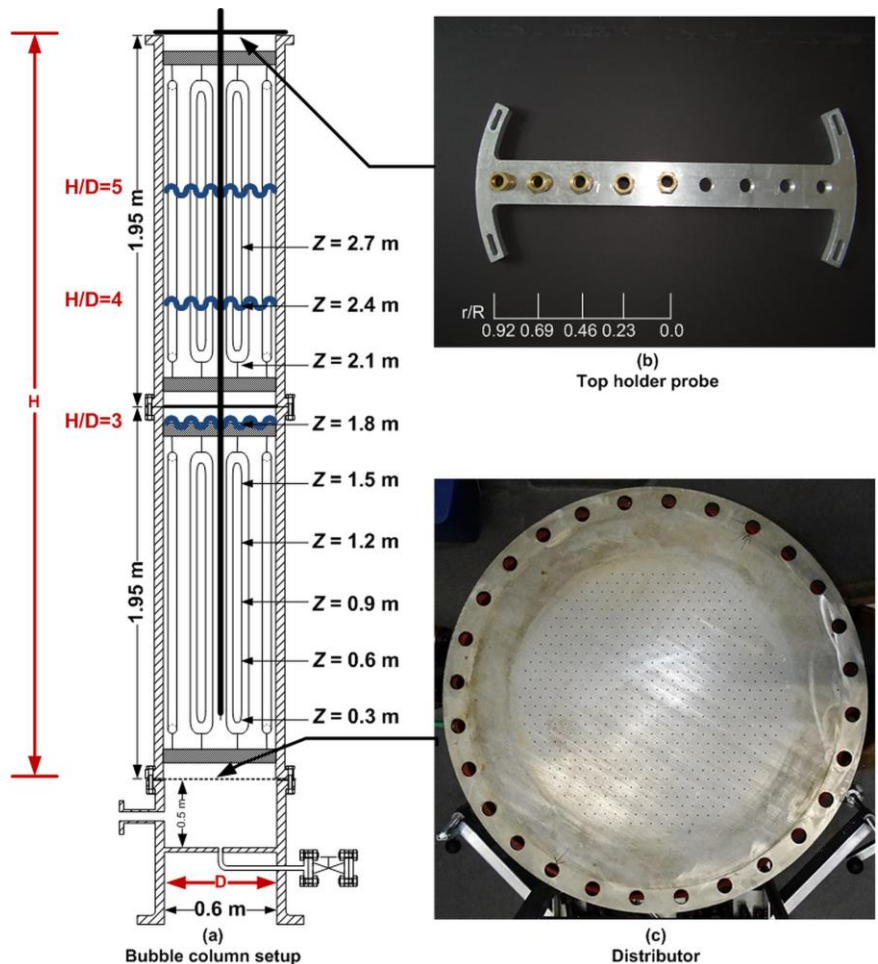 H/D=5
H/D=4
H/D=3
H
1.95 m
1.95 m
Z = 2.7 m
Z = 2.4 m
Z = 2.1 m
Z = 1.8 m
Z = 1.5 m
Z = 1.2 m
Z = 0.9 m
Z = 0.6 m
Z = 0.3 m
0.5 m
D
0.6 m
(a)
Bubble column setup
r/R
0.92 0.69 0.46 0.23 0.0
(b)
Top holder probe
(c)
Distributor